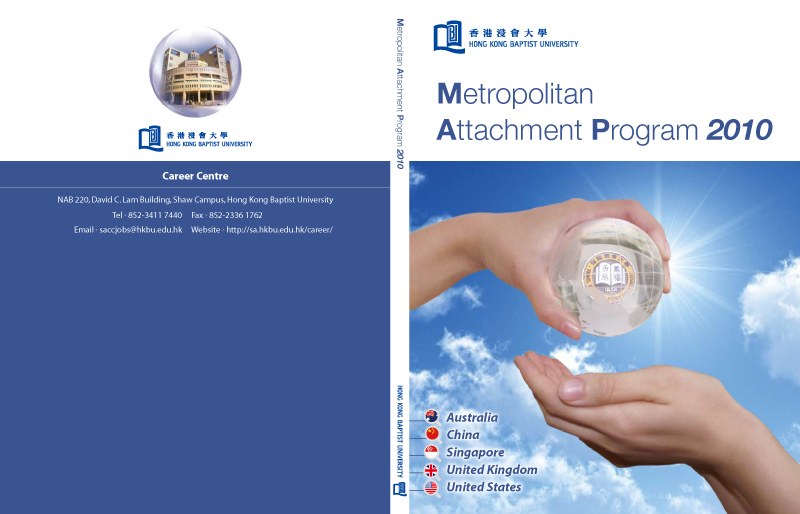 香港浸會大學
HONG KONG BAPTIST UNIVERSITY
Career Centre
NAB 220, David C. Lam Building, Shaw Campus, Hong Kong Baptist University
Tel · 852-3411 7440 Fax · 852-2336 1762
Email · saccjobs@hkbu.edu.hk Website · http://sa.hkbu.edu.hk/career/
Metropolitan Attachment Program 2010
HONG KONG BAPTIST UNIVERSITY
香港浸會大學
HONG KONG BAPTIST UNIVERSITY
Metropolitan
Attachment Program 2010
Australia
China
Singapore
United Kingdom
United States